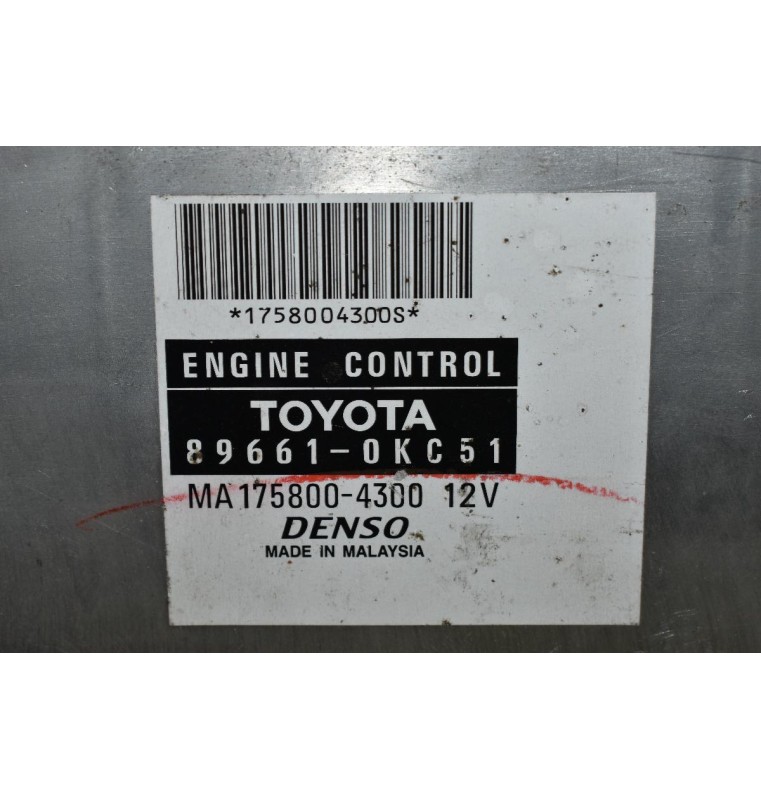 *1758004300S*
ENGINE CONTROL
TOYOTA
89661-0KC51
MA175800-4300 12V
DENSO
MADE IN MALAYSIA